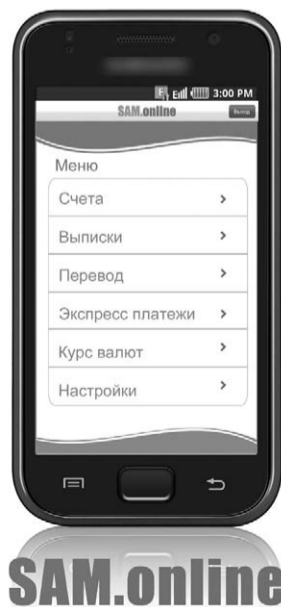 3:00 PM
SAM.online
Выход
Меню
Счета
Выписки
Перевод
Экспресс платежи
Курс валют
Настройки
SAM.online